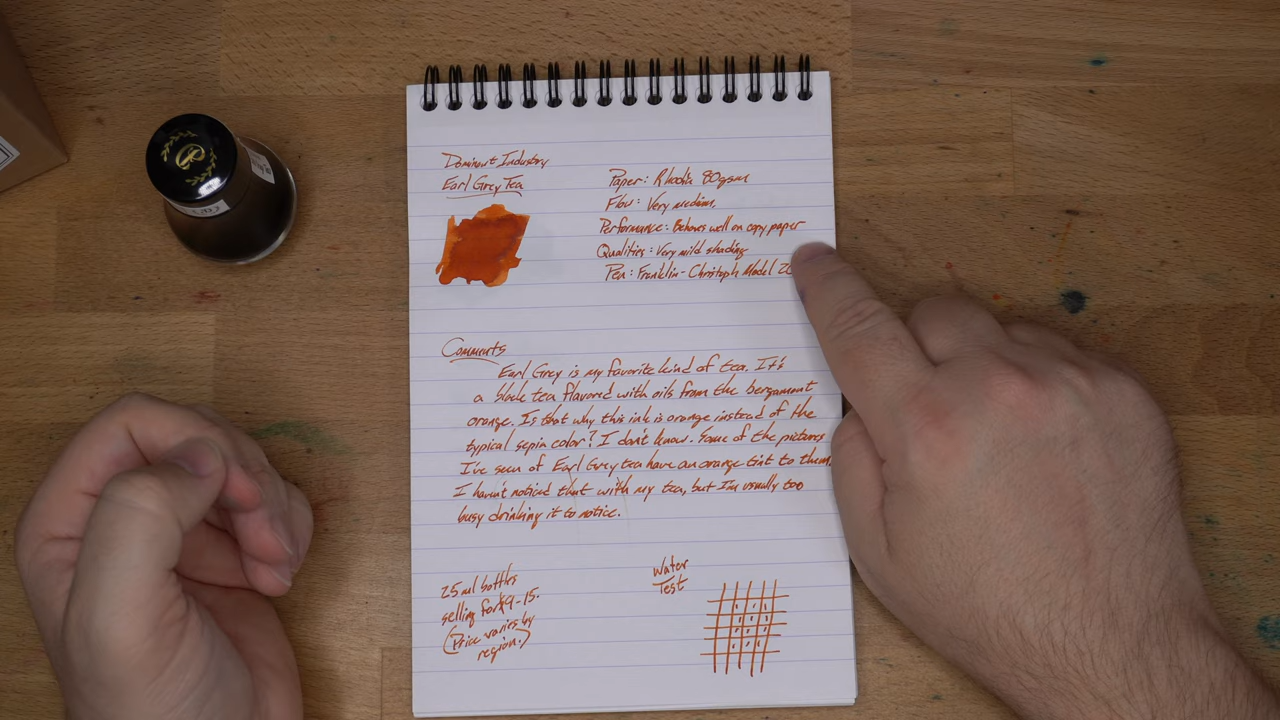 Dominant Industry
Earl Grey Tea
Paper: Rhodia 80gsm
Flow: Very medium.
Performance: Behaves well on copy paper
Qualities: Very mild shading
Pen: Franklin-Christoph Model
Comments
Earl Grey is my favorite kind of tea. It's
a black tea flavored with oils from the bergamont
orange. Is that why this ink is orange instead of the
typical sepia color? I don't know. Some of the pictures
I've seen of Earl Grey tea have an orange tint to them.
I haven't noticed that with my tea, but I'm usually too
busy drinking it to notice.
25 ml bottles
selling for $9-15.
(Price varies by
region.)
Water
Test